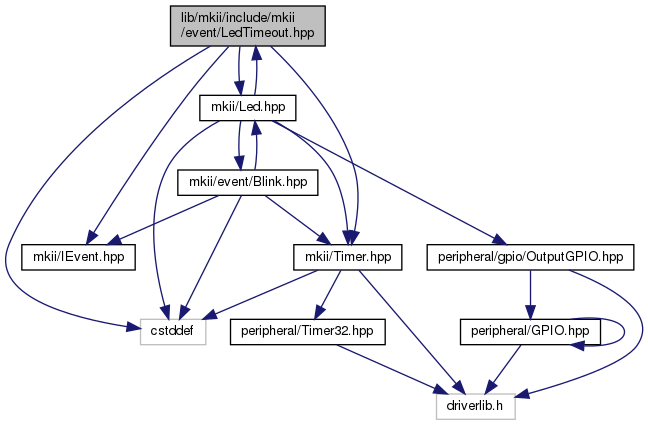 lib/mkii/include/mkii
/event/LedTimeout.hpp
mkii/Led.hpp
mkii/event/Blink.hpp
mkii/IEvent.hpp
mkii/Timer.hpp
peripheral/gpio/OutputGPIO.hpp
cstddef
peripheral/Timer32.hpp
peripheral/GPIO.hpp
driverlib.h